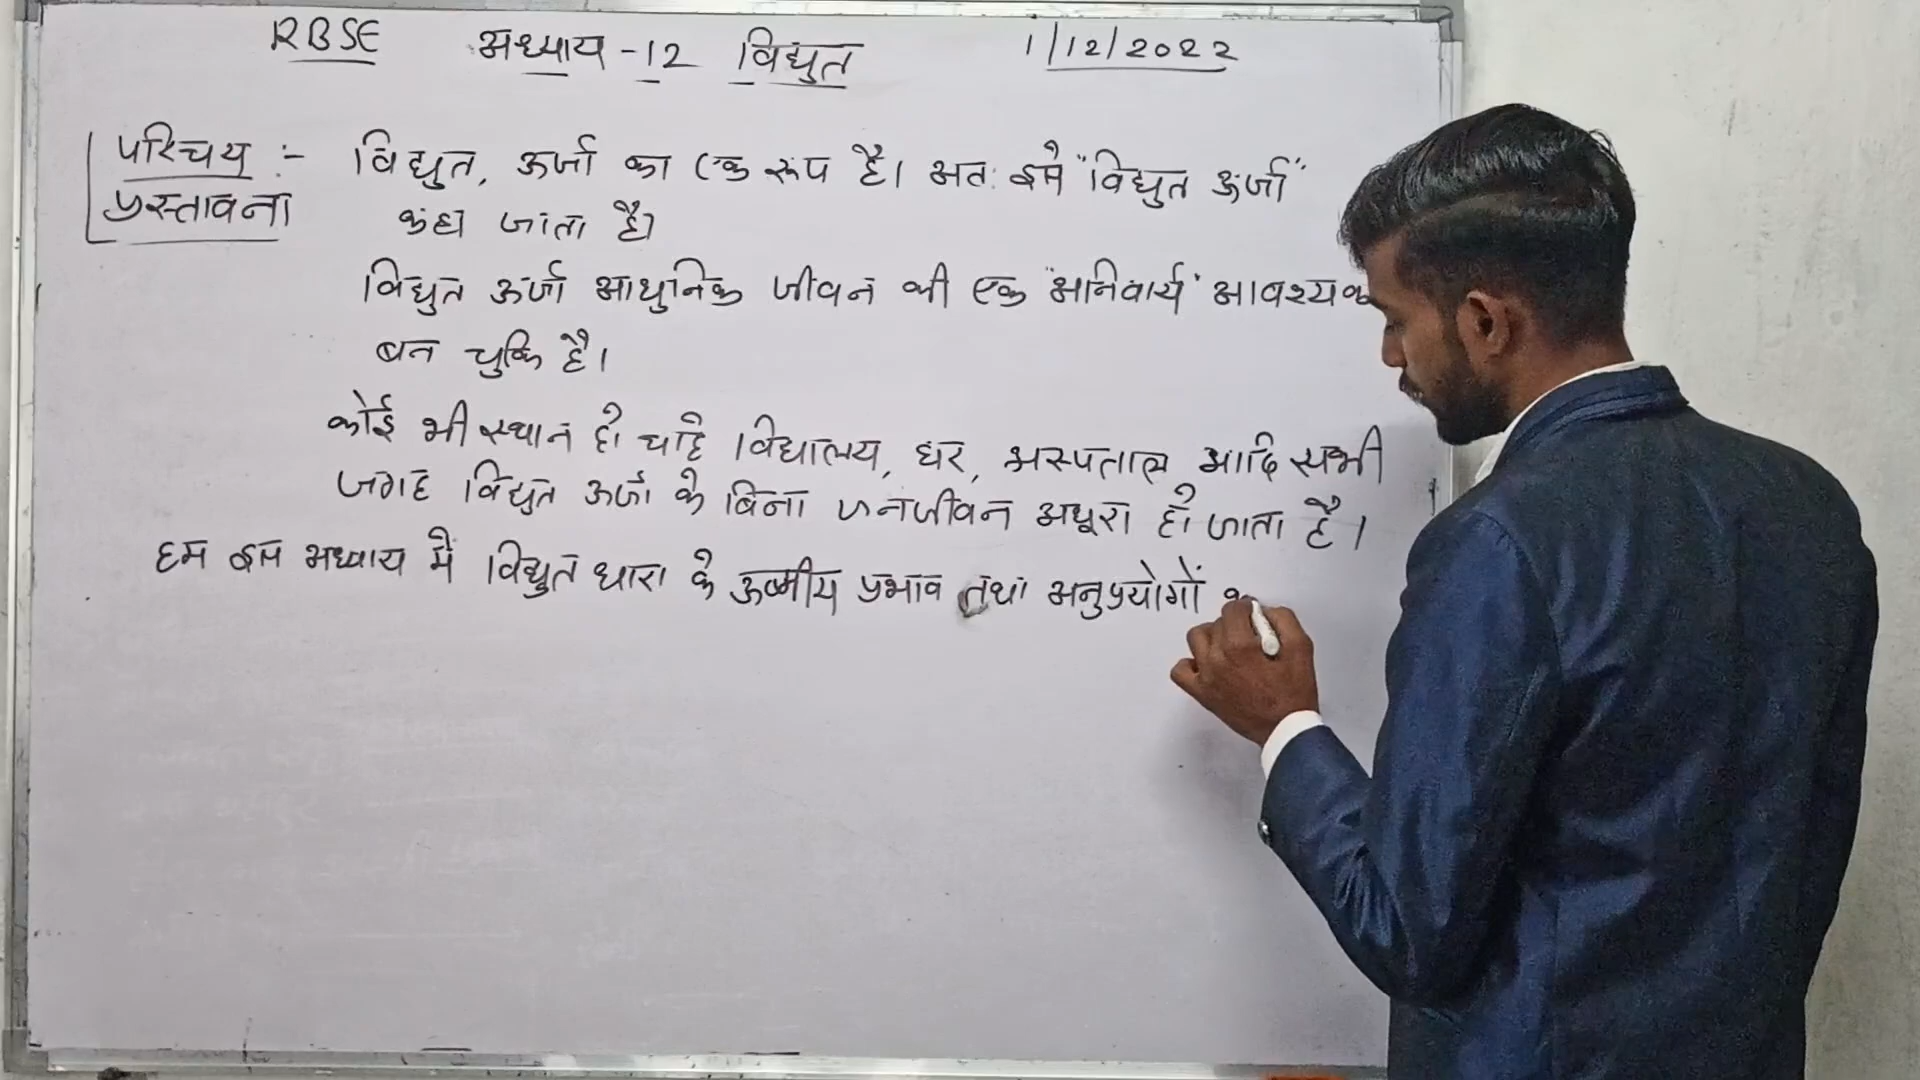 RBSE अध्याय -12 विद्युत 1/12/2022
परिचय :- विद्युत, ऊर्जा का एक रूप है। अतः इसे "विद्युत ऊर्जा"
प्रस्तावना कहा जाता है।
विद्युत ऊर्जा आधुनिक जीवन की एक "अनिवार्य" आवश्यक
बन चुकि है।
कोई भी स्थान हो चाहे विद्यालय, घर, अस्पताल आदि सभी
जगह विद्युत ऊर्जा के बिना जनजीवन अधूरा हो जाता है।
हम इस अध्याय में विद्युत धारा के ऊष्मीय प्रभाव तथा अनुप्रयोगों